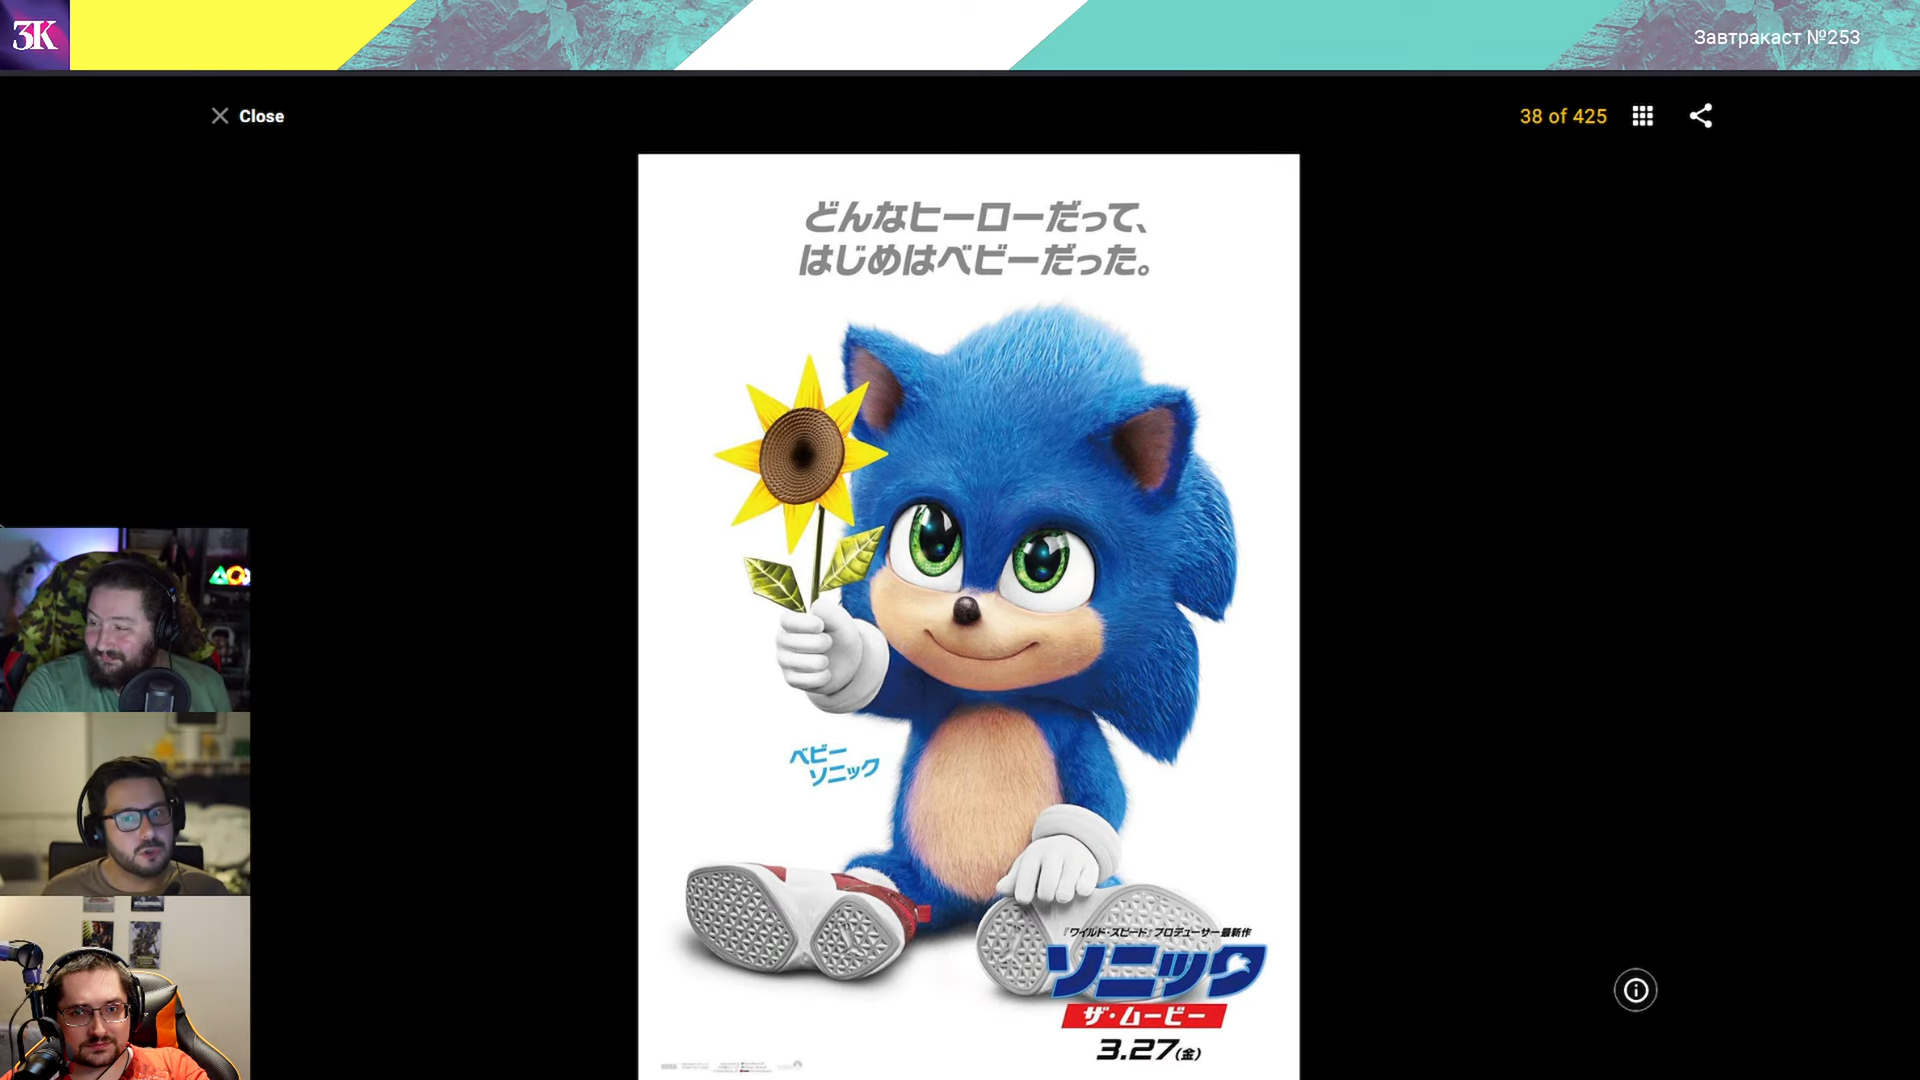 3K
Завтракаст №253
Close
38 of 425
どんなヒーローだって、
はじめはベビーだった。
ベビー
ソニック
『ワイルド・スピード』プロデューサー最新作
ソニック
ザ・ムービー
3.27(金)
SEGA